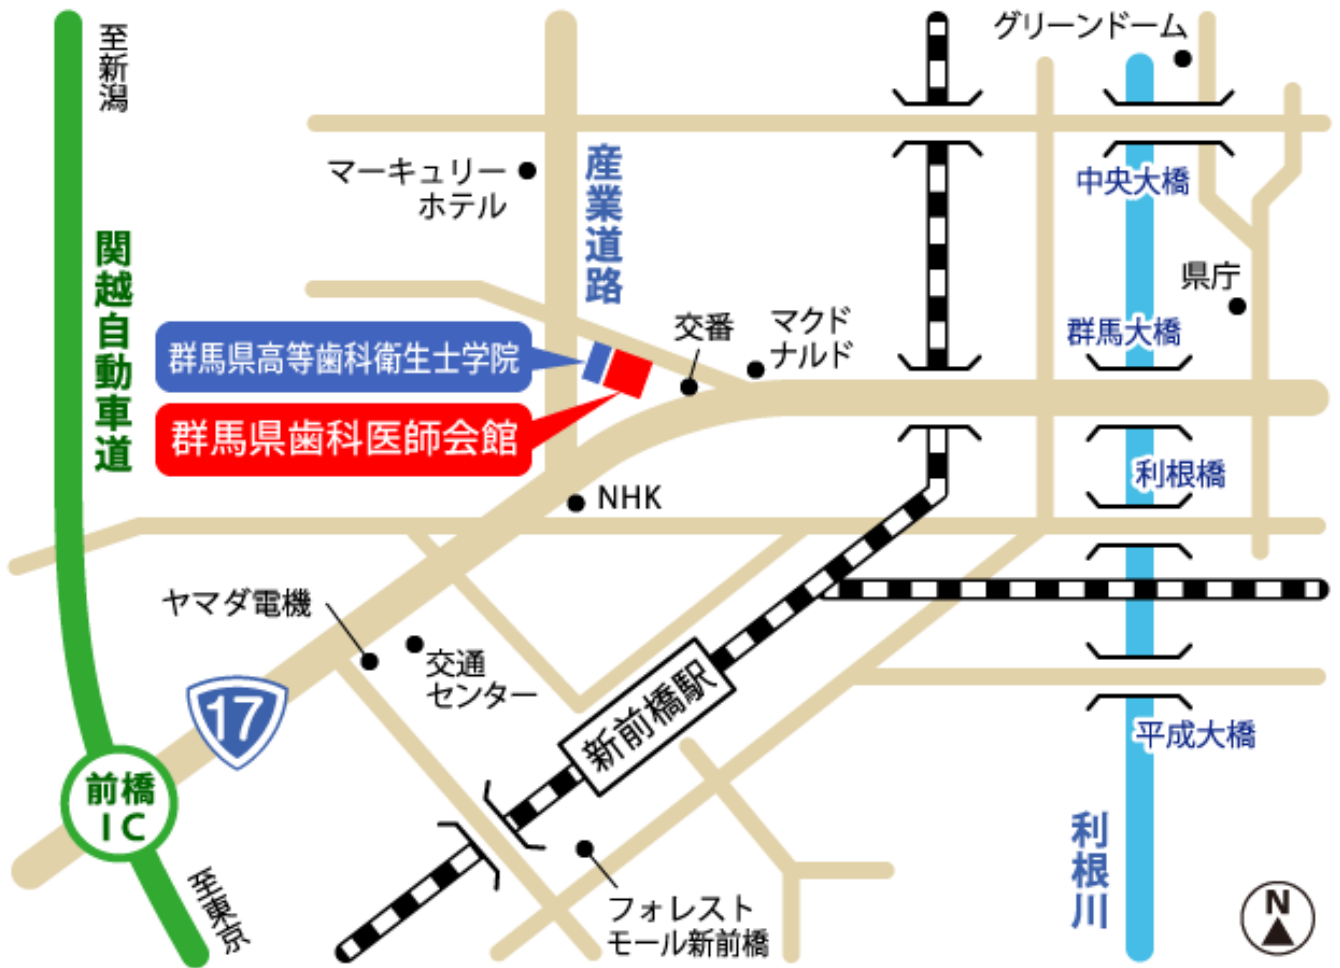 至新潟
グリーンドーム
マーキュリー
ホテル
産業道路
中央大橋
関越自動車道
県庁
交番
マクド
ナルド
群馬大橋
群馬県高等歯科衛生士学院
群馬県歯科医師会館
利根橋
NHK
ヤマダ電機
交通
センター
17
新前橋駅
平成大橋
前橋
IC
利根川
至東京
フォレスト
モール新前橋
N